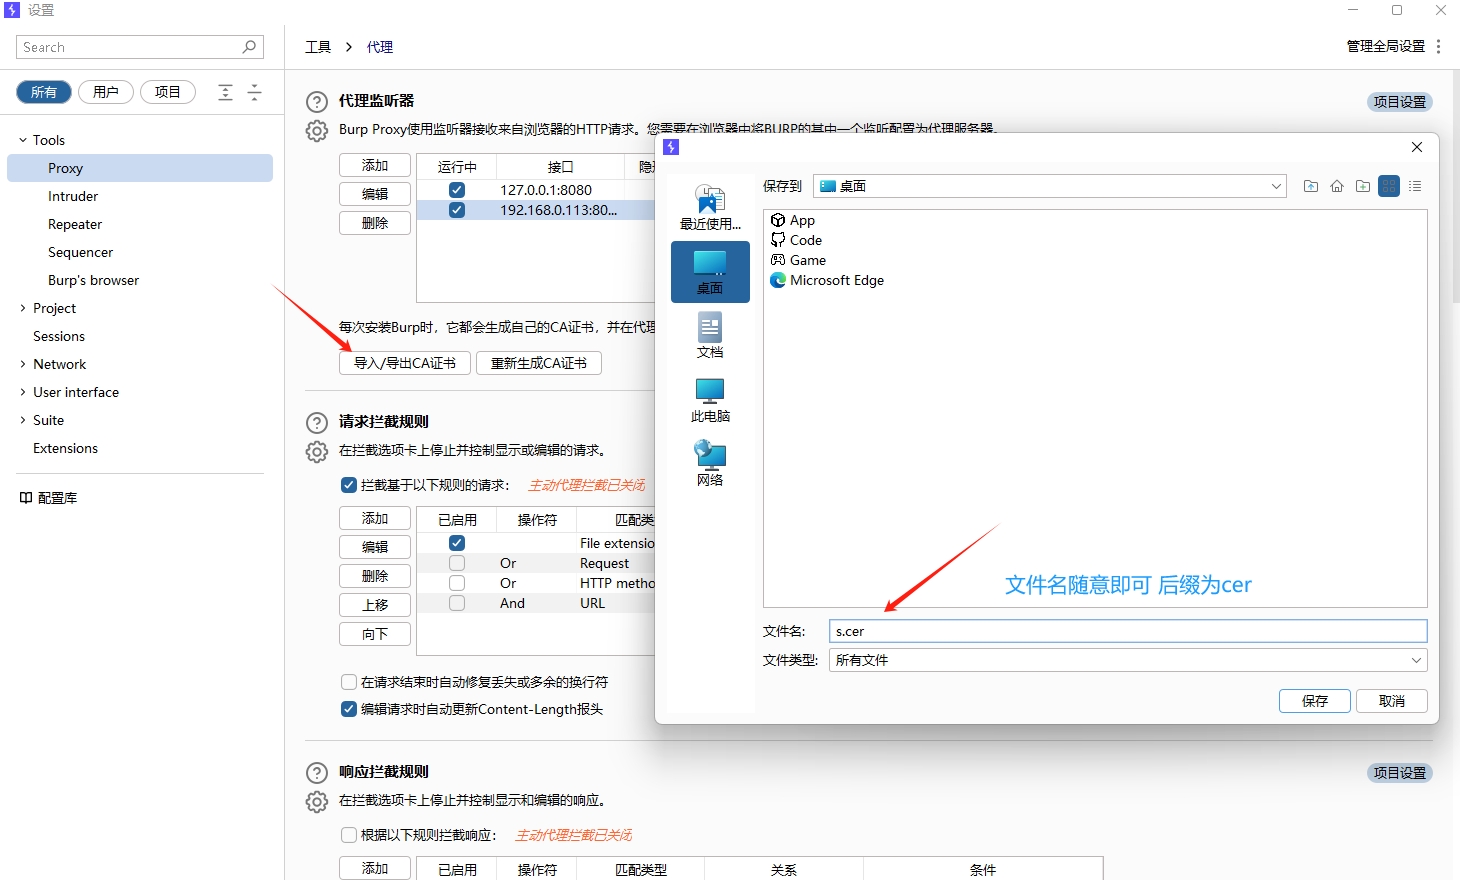 设置
Search
所有
用户
项目
Tools
Proxy
Intruder
Repeater
Sequencer
Burp's browser
Project
Sessions
Network
User interface
Suite
Extensions
配置库
工具 > 代理
管理全局设置
代理监听器
项目设置
Burp Proxy使用监听器接收来自浏览器的HTTP请求。您需要在浏览器中将BURP的其中一个监听配置为代理服务器。
添加
编辑
删除
运行中 接口
127.0.0.1:8080
192.168.0.113:80...
每次安装Burp时，它都会生成自己的CA证书，并在代理
导入/导出CA证书
重新生成CA证书
请求拦截规则
在拦截选项卡上停止并控制显示或编辑的请求。
拦截基于以下规则的请求： 主动代理拦截已关闭
添加
编辑
删除
上移
向下
已启用 操作符 匹配类
File extensio
Or Request
Or HTTP metho
And URL
在请求结束时自动修复丢失或多余的换行符
编辑请求时自动更新Content-Length报头
响应拦截规则
项目设置
在拦截选项卡上停止并控制显示和编辑的响应。
根据以下规则拦截响应： 主动代理拦截已关闭
添加
已启用 操作符 匹配类型 关系 条件
保存到 桌面
最近使用...
桌面
文档
此电脑
网络
App
Code
Game
Microsoft Edge
文件名随意即可 后缀为cer
文件名: s.cer
文件类型: 所有文件
保存
取消